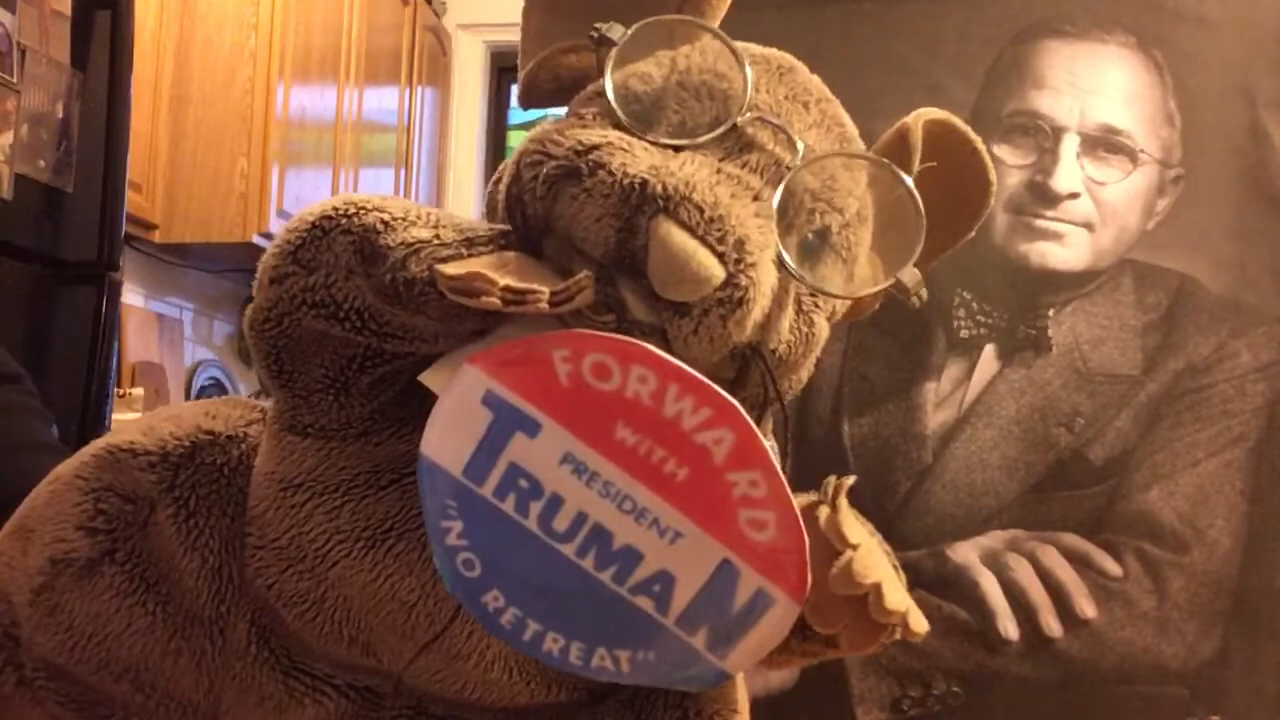 FORWARD
WITH
PRESIDENT
TRUMAN
"NO RETREAT"